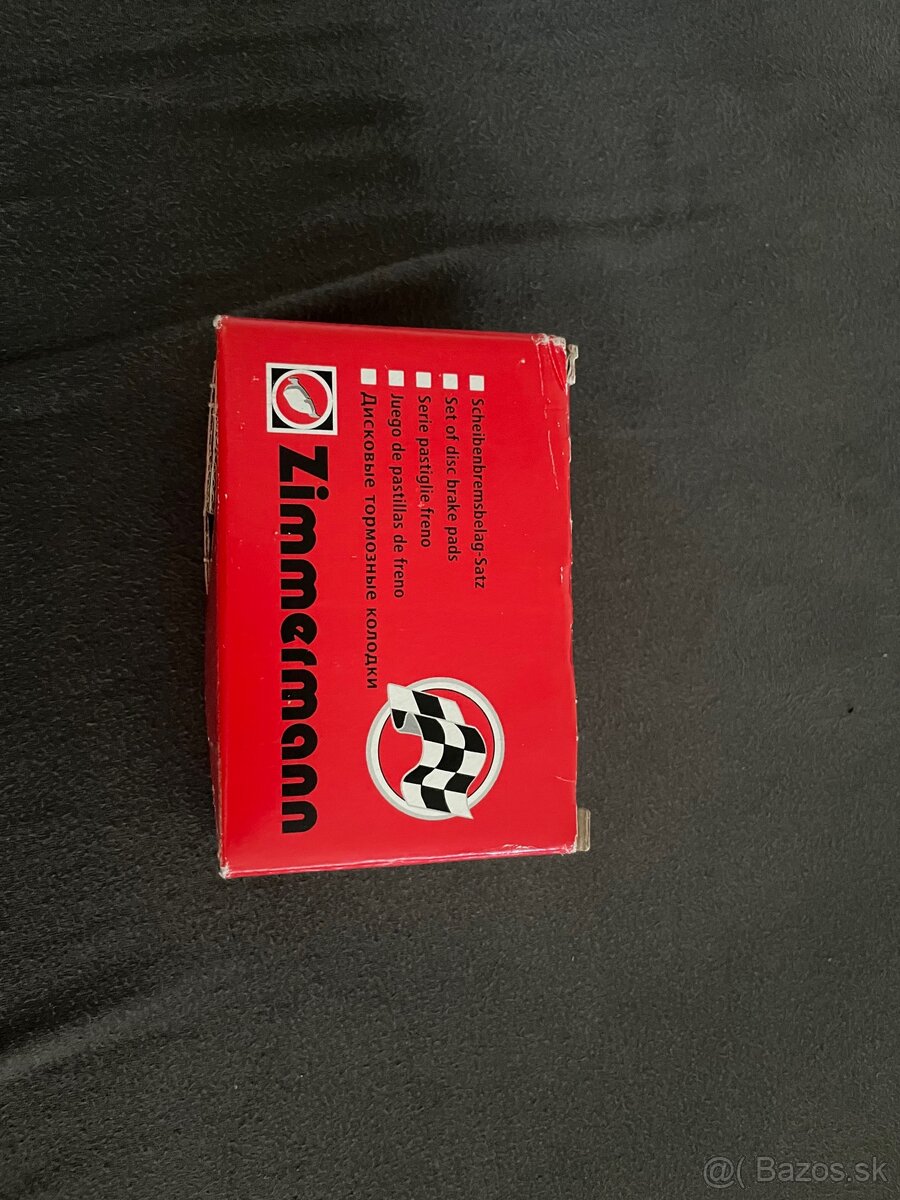 Scheibenbremsbelag-Satz
Set of disc brake pads
Serie pastiglie freno
Juego de pastillas de freno
Дисковые тормозные колодки
Zimmermann
@( Bazos.sk